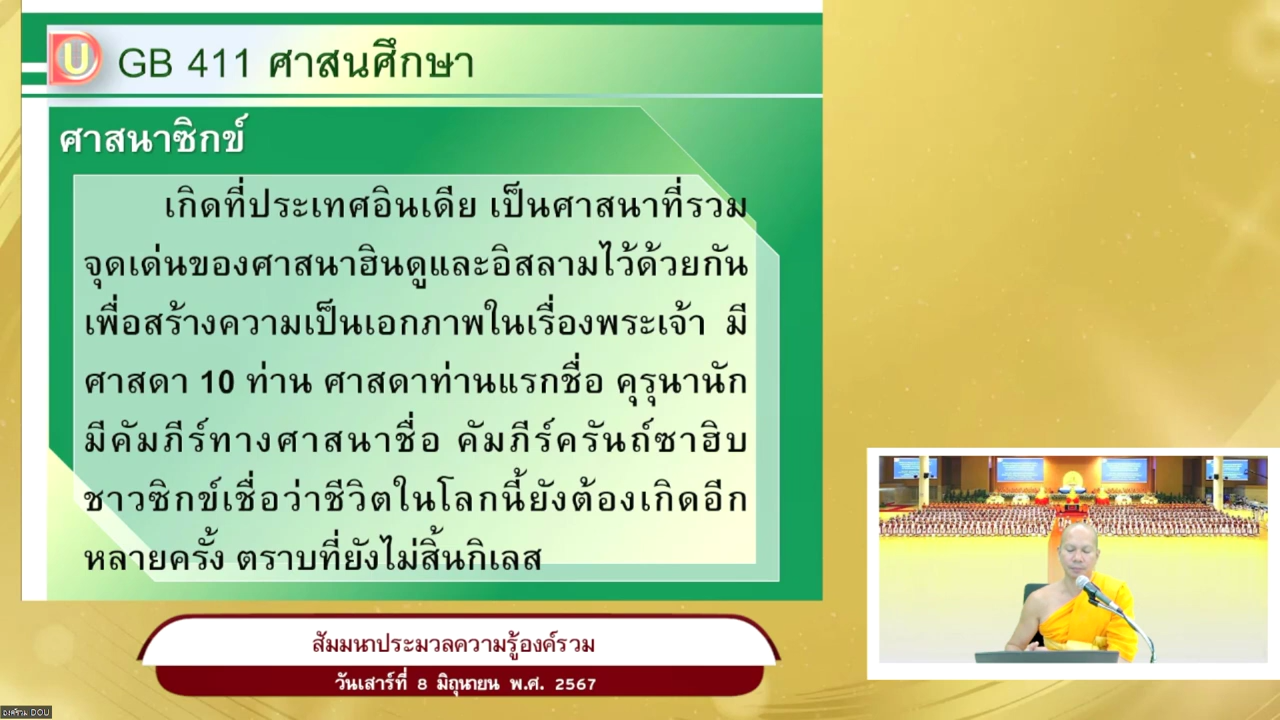 U
GB 411 ศาสนศึกษา
ศาสนาซิกข์
เกิดที่ประเทศอินเดีย เป็นศาสนาที่รวม
จุดเด่นของศาสนาฮินดูและอิสลามไว้ด้วยกัน
เพื่อสร้างความเป็นเอกภาพในเรื่องพระเจ้า มี
ศาสดา 10 ท่าน ศาสดาท่านแรกชื่อ คุรุนานัก
มีคัมภีร์ทางศาสนาชื่อ คัมภีร์ครันถ์ซาฮิบ
ชาวซิกข์เชื่อว่าชีวิตในโลกนี้ยังต้องเกิดอีก
หลายครั้ง ตราบที่ยังไม่สิ้นกิเลส
สัมมนาประมวลความรู้องค์รวม
วันเสาร์ที่ 8 มิถุนายน พ.ศ. 2567
DOU